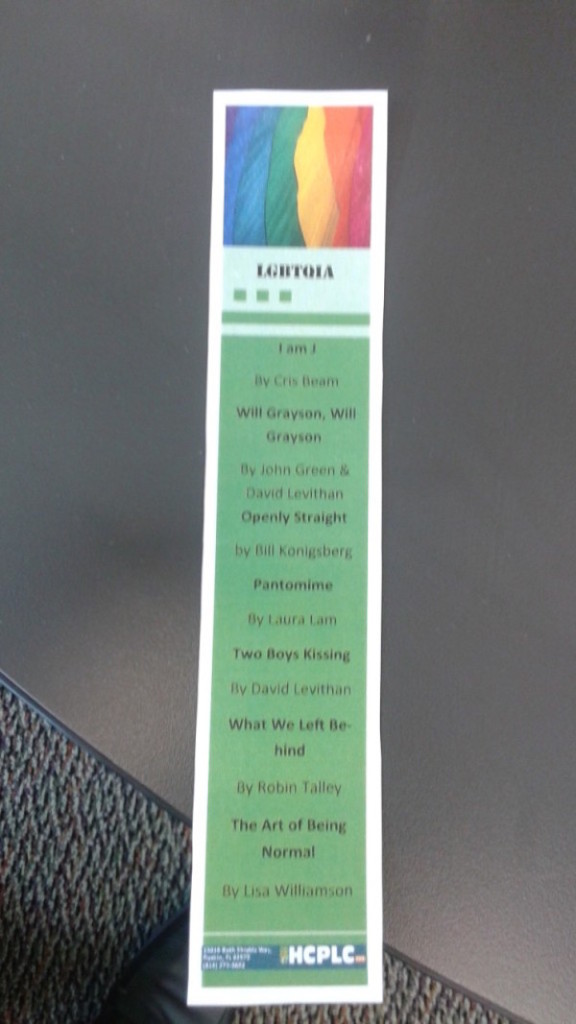 LGBTQIA
I am J
By Cris Beam
Will Grayson, Will
Grayson
By John Green &
David Levithan
Openly Straight
by Bill Konigsberg
Pantomime
By Laura Lam
Two Boys Kissing
By David Levithan
What We Left Be-
hind
By Robin Talley
The Art of Being
Normal
By Lisa Williamson
HCPLC